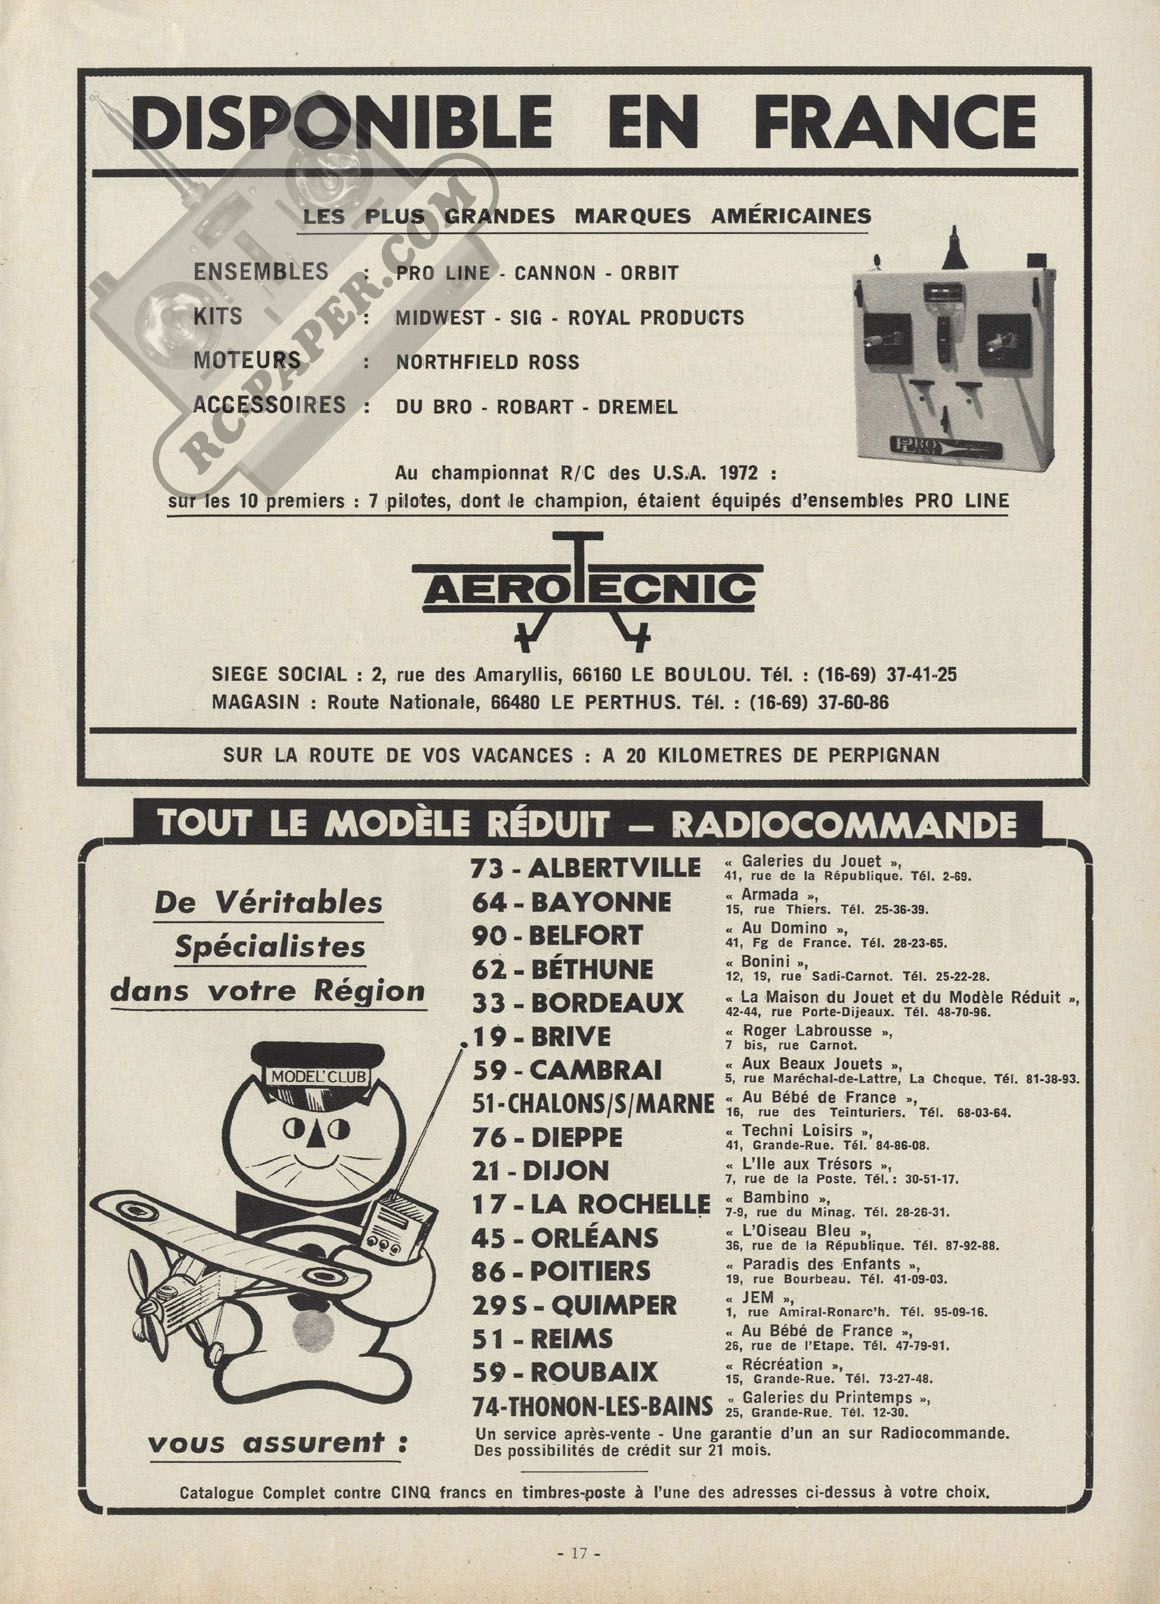 DISPONIBLE EN FRANCE
LES PLUS GRANDES MARQUES AMÉRICAINES
ENSEMBLES : PRO LINE - CANNON - ORBIT
KITS : MIDWEST - SIG - ROYAL PRODUCTS
MOTEURS : NORTHFIELD ROSS
ACCESSOIRES : DU BRO - ROBART - DREMEL
RC-PAPER.COM
PRO LINE
Au championnat R/C des U.S.A. 1972 :
sur les 10 premiers : 7 pilotes, dont le champion, étaient équipés d'ensembles PRO LINE
AEROTECNIC
SIEGE SOCIAL : 2, rue des Amaryllis, 66160 LE BOULOU. Tél. : (16-69) 37-41-25
MAGASIN : Route Nationale, 66480 LE PERTHUS. Tél. : (16-69) 37-60-86
SUR LA ROUTE DE VOS VACANCES : A 20 KILOMETRES DE PERPIGNAN
TOUT LE MODÈLE RÉDUIT — RADIOCOMMANDE
De Véritables
Spécialistes
dans votre Région
MODEL'CLUB
vous assurent :
73 - ALBERTVILLE « Galeries du Jouet »,
41, rue de la République. Tél. 2-69.
64 - BAYONNE « Armada »,
15, rue Thiers. Tél. 25-36-39.
90 - BELFORT « Au Domino »,
41, Fg de France. Tél. 28-23-65.
62 - BÉTHUNE « Bonini »,
12, 19, rue Sadi-Carnot. Tél. 25-22-28.
33 - BORDEAUX « La Maison du Jouet et du Modèle Réduit »,
42-44, rue Porte-Dijeaux. Tél. 48-70-96.
19 - BRIVE « Roger Labrousse »,
7 bis, rue Carnot.
59 - CAMBRAI « Aux Beaux Jouets »,
5, rue Maréchal-de-Lattre, La Choque. Tél. 81-38-93.
51-CHALONS/S/MARNE « Au Bébé de France »,
16, rue des Teinturiers. Tél. 68-03-64.
76 - DIEPPE « Techni Loisirs »,
41, Grande-Rue. Tél. 84-86-08.
21 - DIJON « L'Ile aux Trésors »,
7, rue de la Poste. Tél. : 30-51-17.
17 - LA ROCHELLE « Bambino »,
7-9, rue du Minag. Tél. 28-26-31.
45 - ORLÉANS « L'Oiseau Bleu »,
36, rue de la République. Tél. 87-92-88.
86 - POITIERS « Paradis des Enfants »,
19, rue Bourbeau. Tél. 41-09-03.
29 S - QUIMPER « JEM »,
1, rue Amiral-Ronarc'h. Tél. 95-09-16.
51 - REIMS « Au Bébé de France »,
26, rue de l'Etape. Tél. 47-79-91.
59 - ROUBAIX « Récréation »,
15, Grande-Rue. Tél. 73-27-48.
74-THONON-LES-BAINS « Galeries du Printemps »,
25, Grande-Rue. Tél. 12-30.
Un service après-vente - Une garantie d'un an sur Radiocommande.
Des possibilités de crédit sur 21 mois.
Catalogue Complet contre CINQ francs en timbres-poste à l'une des adresses ci-dessus à votre choix.
- 17 -